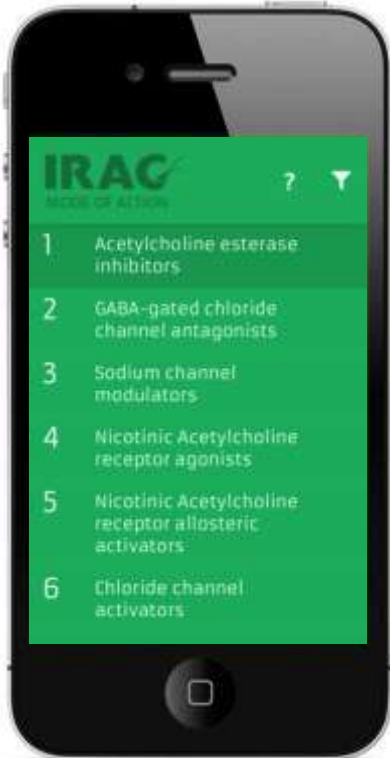 IRAC
MODE OF ACTION
?
1 Acetylcholine esterase
inhibitors
2 GABA-gated chloride
channel antagonists
3 Sodium channel
modulators
4 Nicotinic Acetylcholine
receptor agonists
5 Nicotinic Acetylcholine
receptor allosteric
activators
6 Chloride channel
activators